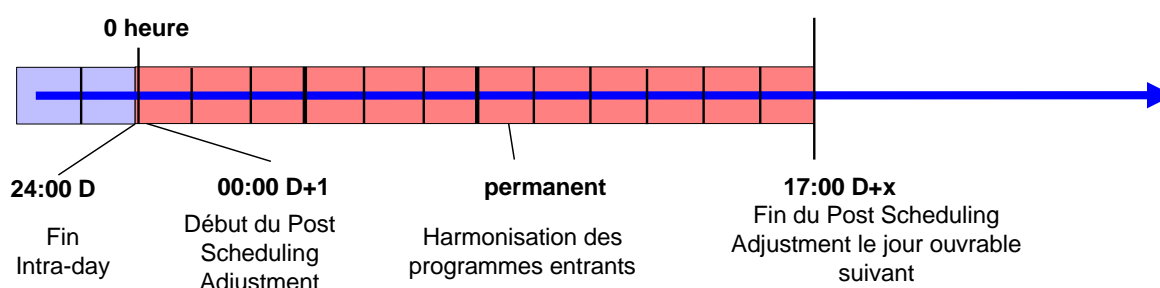 0 heure
24:00 D
Fin
Intra-day
00:00 D+1
Début du Post
Scheduling
Adjustment
permanent
Harmonisation des
programmes entrants
17:00 D+x
Fin du Post Scheduling
Adjustment le jour ouvrable
suivant